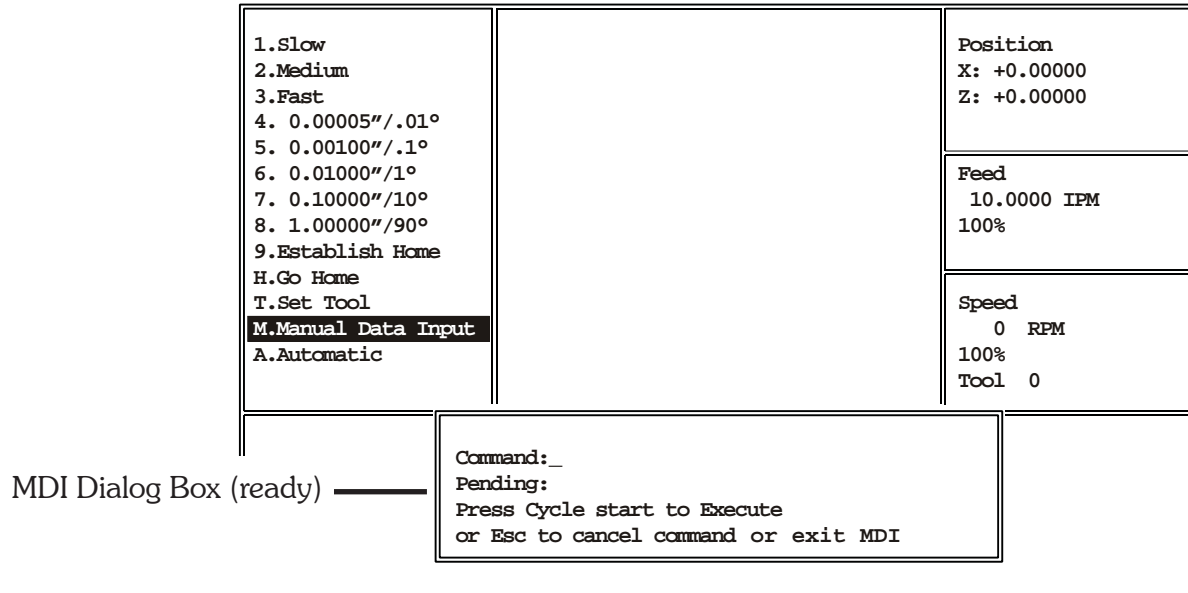 1.Slow
2.Medium
3.Fast
4. 0.00005″/.01°
5. 0.00100″/.1°
6. 0.01000″/1°
7. 0.10000″/10°
8. 1.00000″/90°
9.Establish Home
H.Go Home
T.Set Tool
M.Manual Data Input
A.Automatic
Position
X: +0.00000
Z: +0.00000
Feed
10.0000 IPM
100%
Speed
0 RPM
100%
Tool 0
MDI Dialog Box (ready)
Command:_
Pending:
Press Cycle start to Execute
or Esc to cancel command or exit MDI